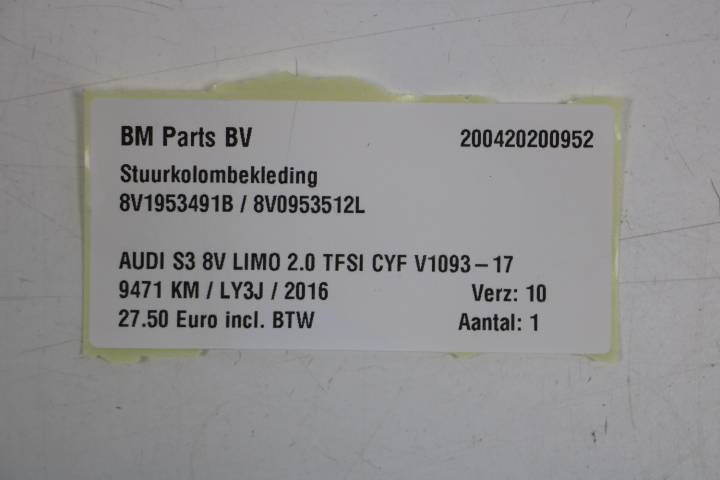 BM Parts BV 200420200952
Stuurkolombekleding
8V1953491B / 8V0953512L
AUDI S3 8V LIMO 2.0 TFSI CYF V1093-17
9471 KM / LY3J / 2016 Verz: 10
27.50 Euro incl. BTW Aantal: 1